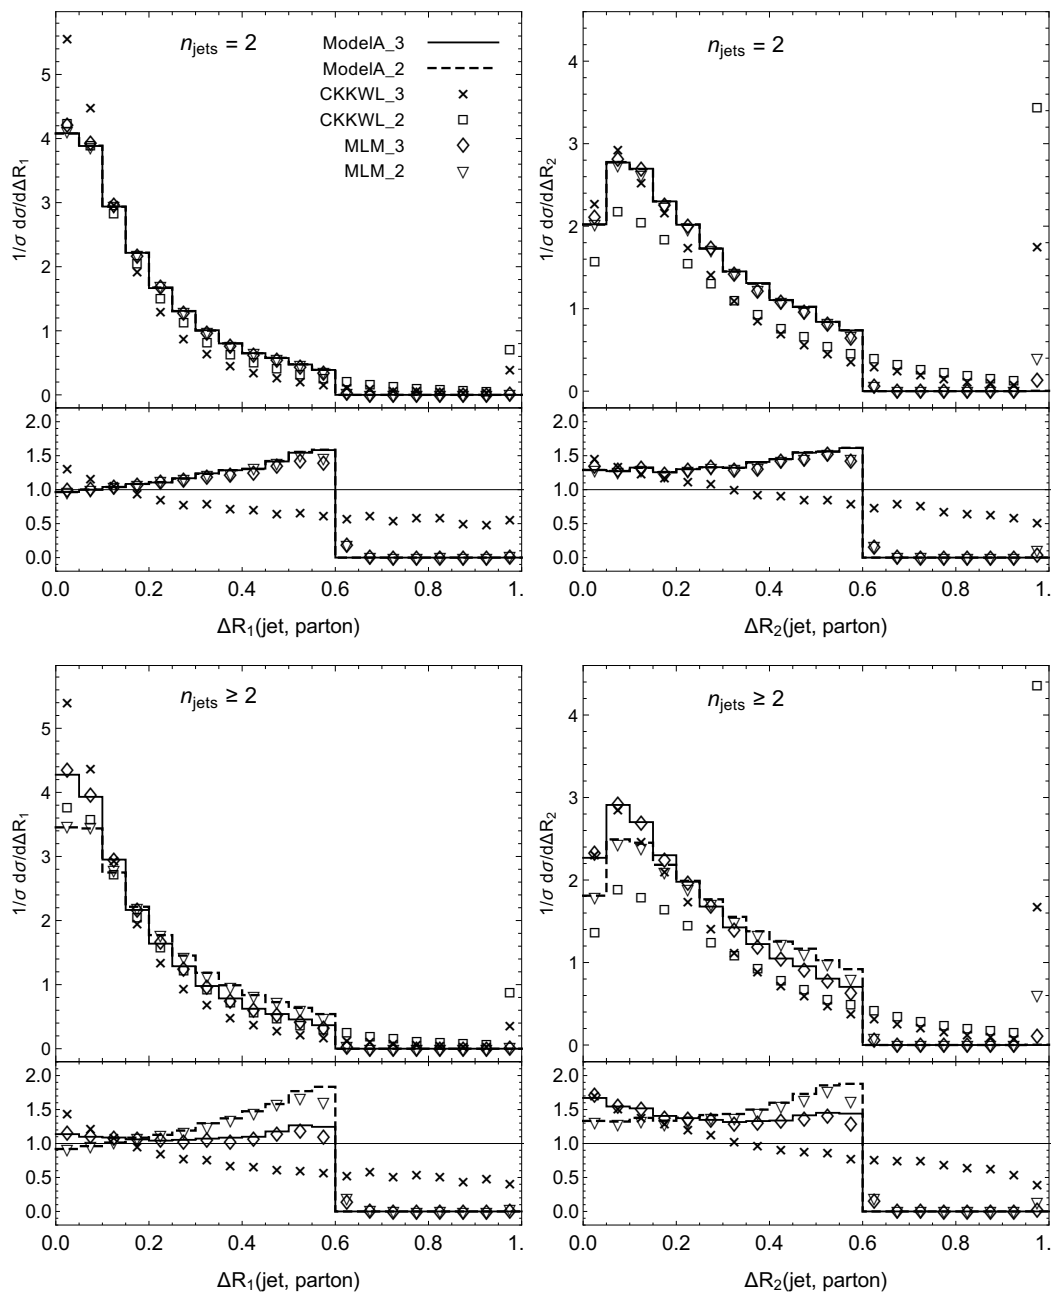 n_jets = 2
ModelA_3
ModelA_2
CKKWL_3
CKKWL_2
MLM_3
MLM_2
1/σ dσ/dΔR_1
5
4
3
2
1
0
2.0
1.5
1.0
0.5
0.0
0.0 0.2 0.4 0.6 0.8 1.
ΔR_1(jet, parton)
n_jets = 2
1/σ dσ/dΔR_2
4
3
2
1
0
2.0
1.5
1.0
0.5
0.0
0.0 0.2 0.4 0.6 0.8 1.
ΔR_2(jet, parton)
n_jets ≥ 2
1/σ dσ/dΔR_1
5
4
3
2
1
0
2.0
1.5
1.0
0.5
0.0
0.0 0.2 0.4 0.6 0.8 1.
ΔR_1(jet, parton)
n_jets ≥ 2
1/σ dσ/dΔR_2
4
3
2
1
0
2.0
1.5
1.0
0.5
0.0
0.0 0.2 0.4 0.6 0.8 1.
ΔR_2(jet, parton)